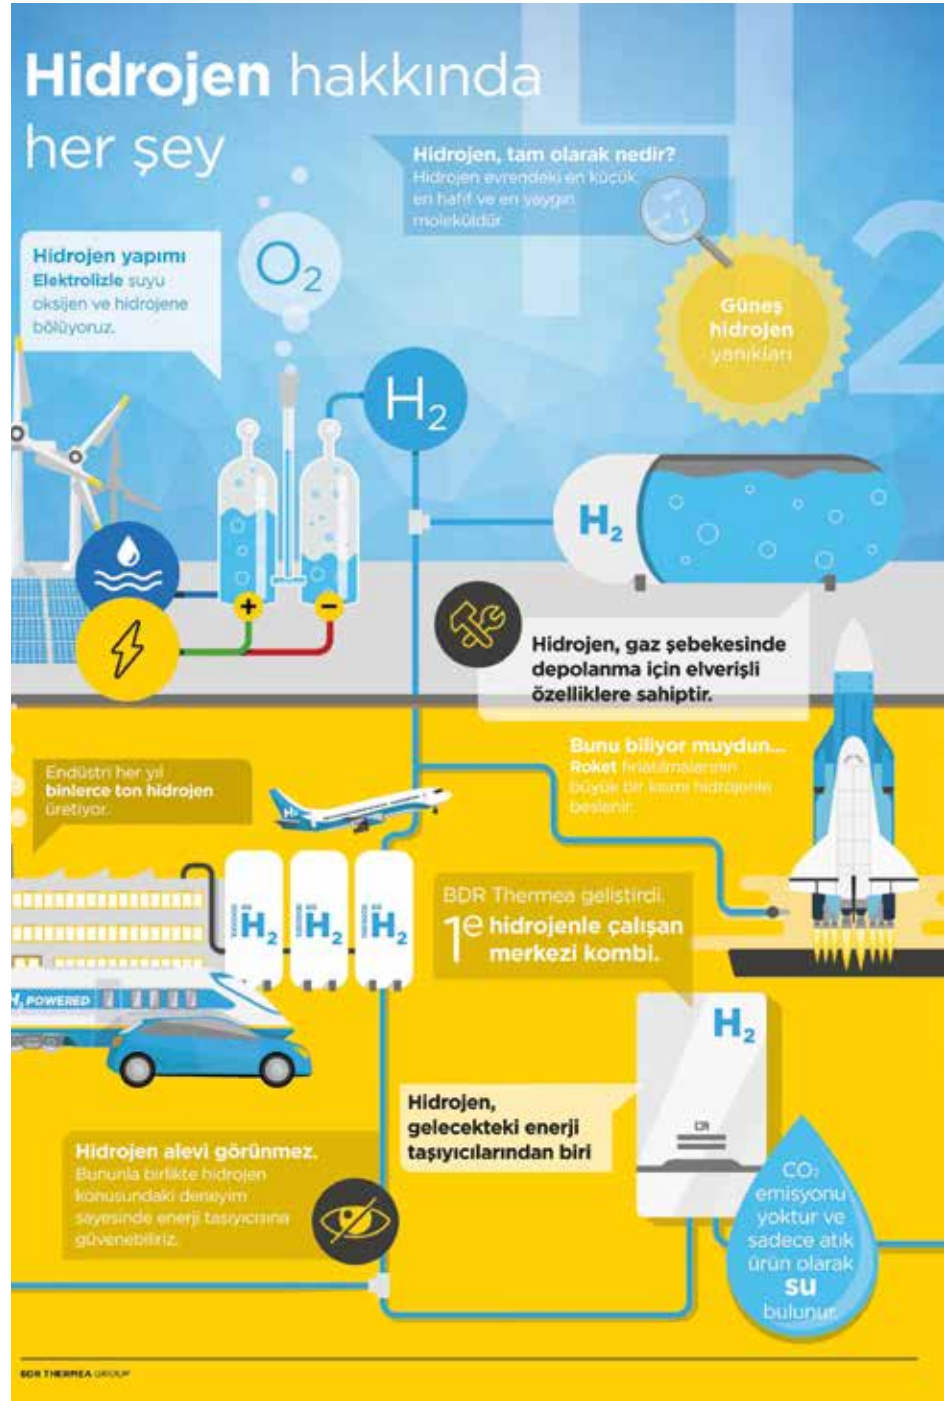 Hidrojen hakkında
her şey
Hidrojen, tam olarak nedir?
Hidrojen evrendeki en küçük
en hafif ve en yaygın
moleküldür.
Hidrojen yapımı
Elektrolizle suyu
oksijen ve hidrojene
bölüyoruz.
O2
H2
Güneş
hidrojen
yanıkları
H2
+
−
H2
Hidrojen, gaz şebekesinde
depolanma için elverişli
özelliklere sahiptir.
Bunu biliyor muydun...
Roket fırlatılmalarının
büyük bir kısmı hidrojenle
beslenir.
Endüstri her yıl
binlerce ton hidrojen
üretiyor.
H2
H2
H2
H2
BDR Thermea geliştirdi.
1e hidrojenle çalışan
merkezi kombi.
H2 POWERED
H2
Hidrojen,
gelecekteki enerji
taşıyıcılarından biri
Hidrojen alevi görünmez.
Bununla birlikte hidrojen
konusundaki deneyim
sayesinde enerji taşıyıcısına
güvenebiliriz.
CO2
emisyonu
yoktur ve
sadece atık
ürün olarak
su
bulunur.
BDR THERMEA GROUP